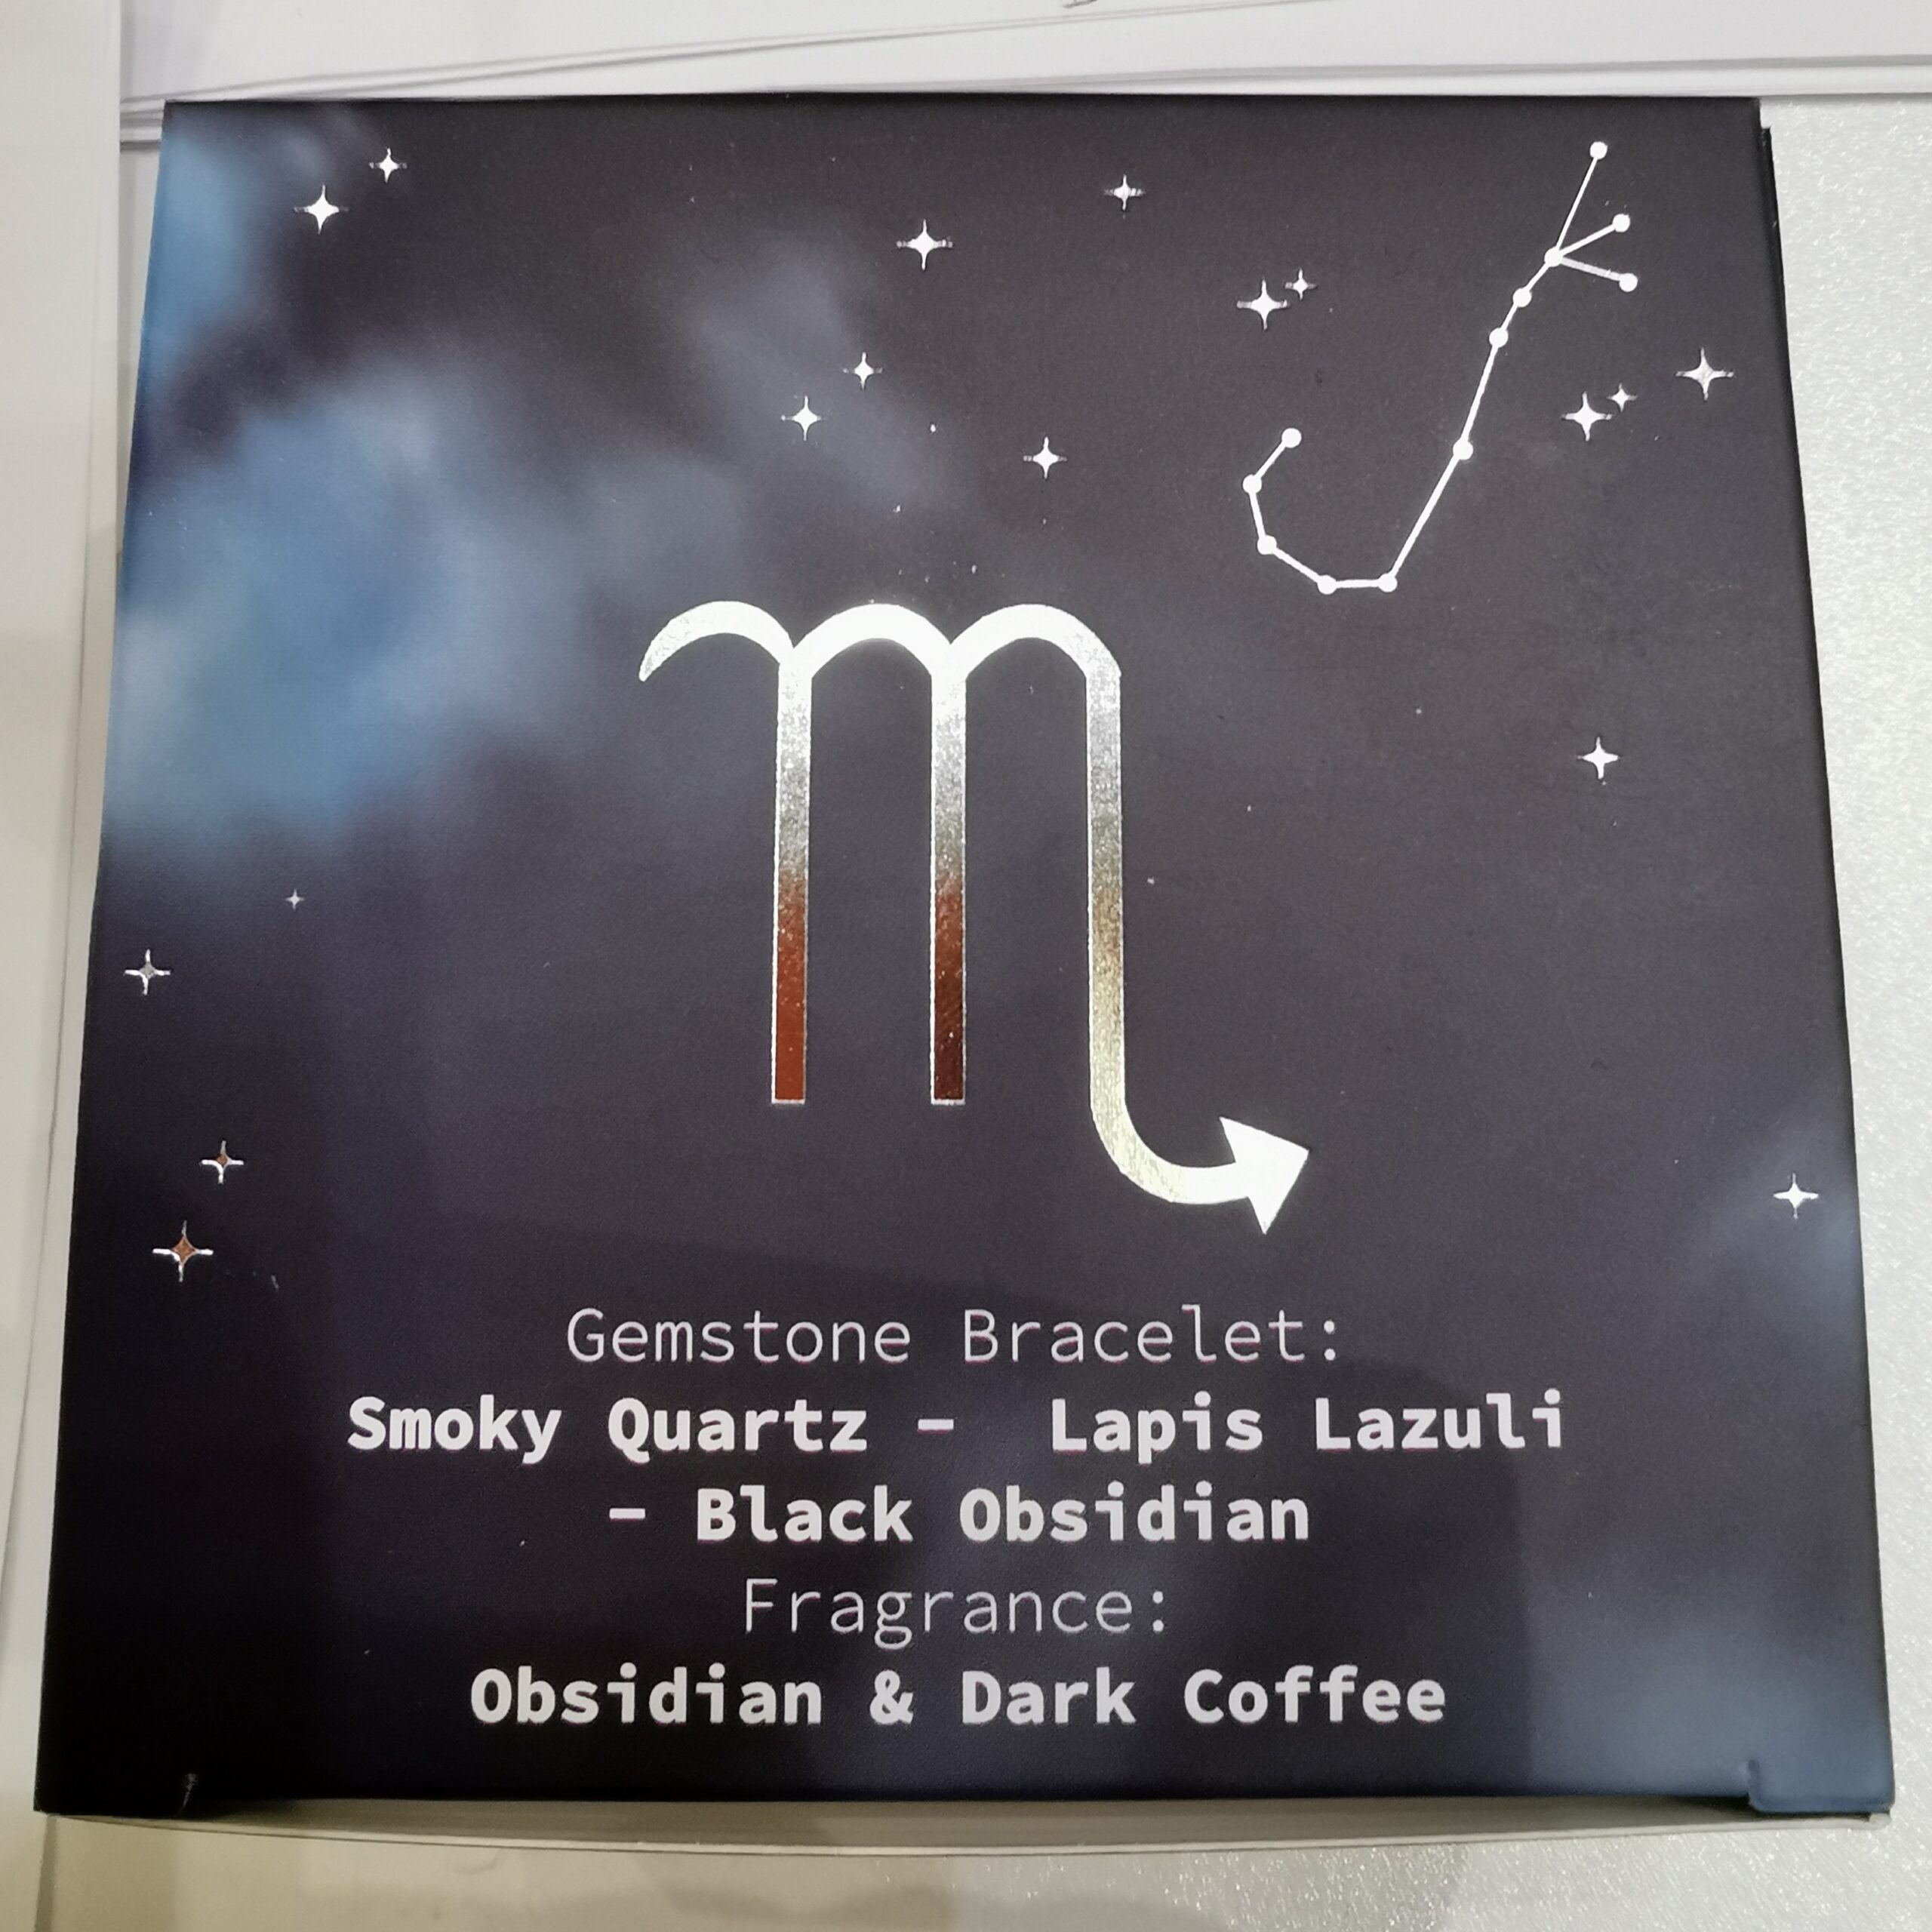 Gemstone Bracelet:
Smoky Quartz - Lapis Lazuli
- Black Obsidian
Fragrance:
Obsidian & Dark Coffee